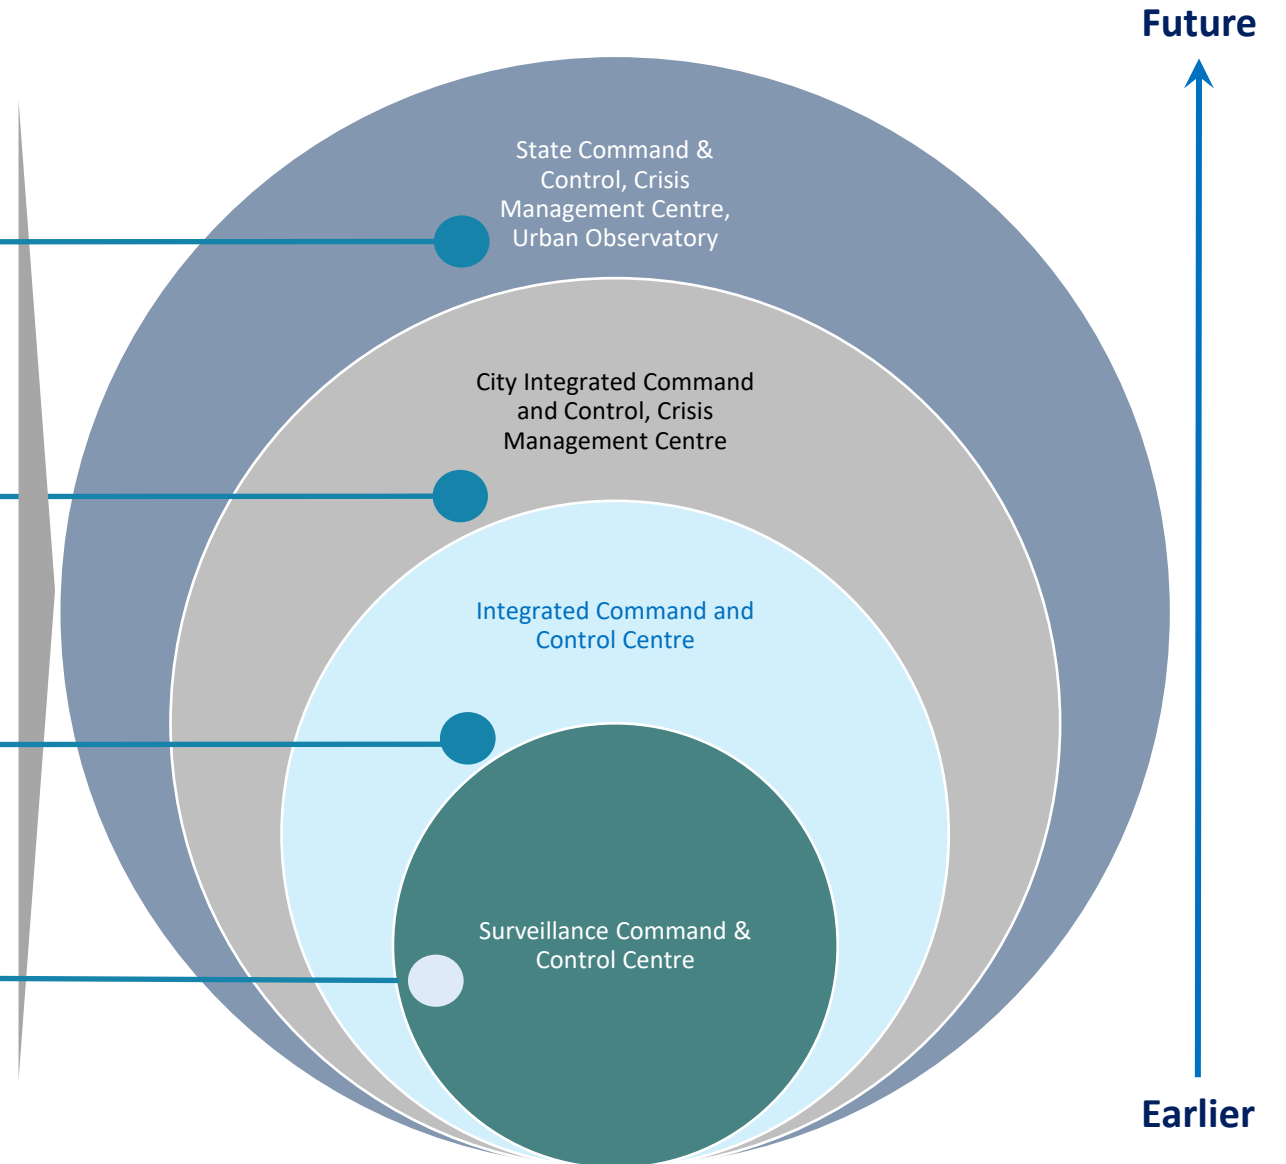 Future
State Command &
Control, Crisis
Management Centre,
Urban Observatory
City Integrated Command
and Control, Crisis
Management Centre
Integrated Command and
Control Centre
Surveillance Command &
Control Centre
Earlier